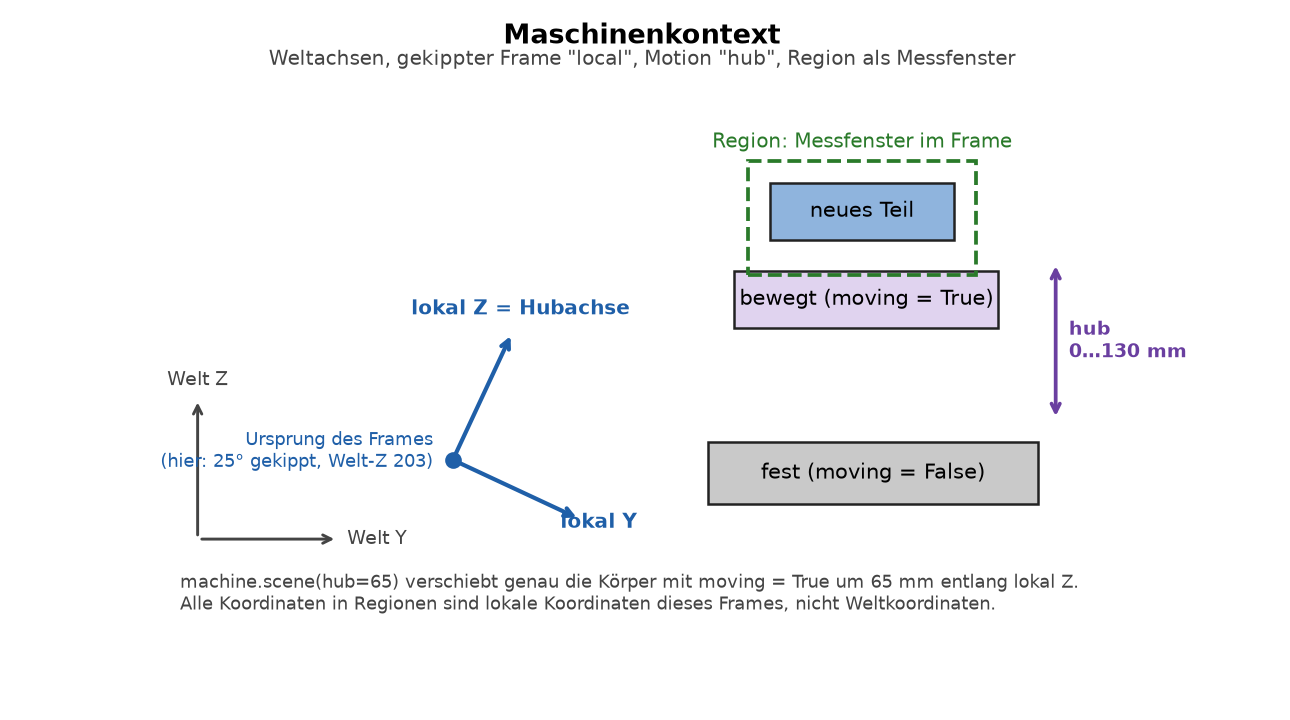 Maschinenkontext
Weltachsen, gekippter Frame "local", Motion "hub", Region als Messfenster
Region: Messfenster im Frame
neues Teil
bewegt (moving = True)
lokal Z = Hubachse
hub
0…130 mm
Welt Z
Ursprung des Frames
(hier: 25° gekippt, Welt-Z 203)
fest (moving = False)
lokal Y
Welt Y
machine.scene(hub=65) verschiebt genau die Körper mit moving = True um 65 mm entlang lokal Z.
Alle Koordinaten in Regionen sind lokale Koordinaten dieses Frames, nicht Weltkoordinaten.